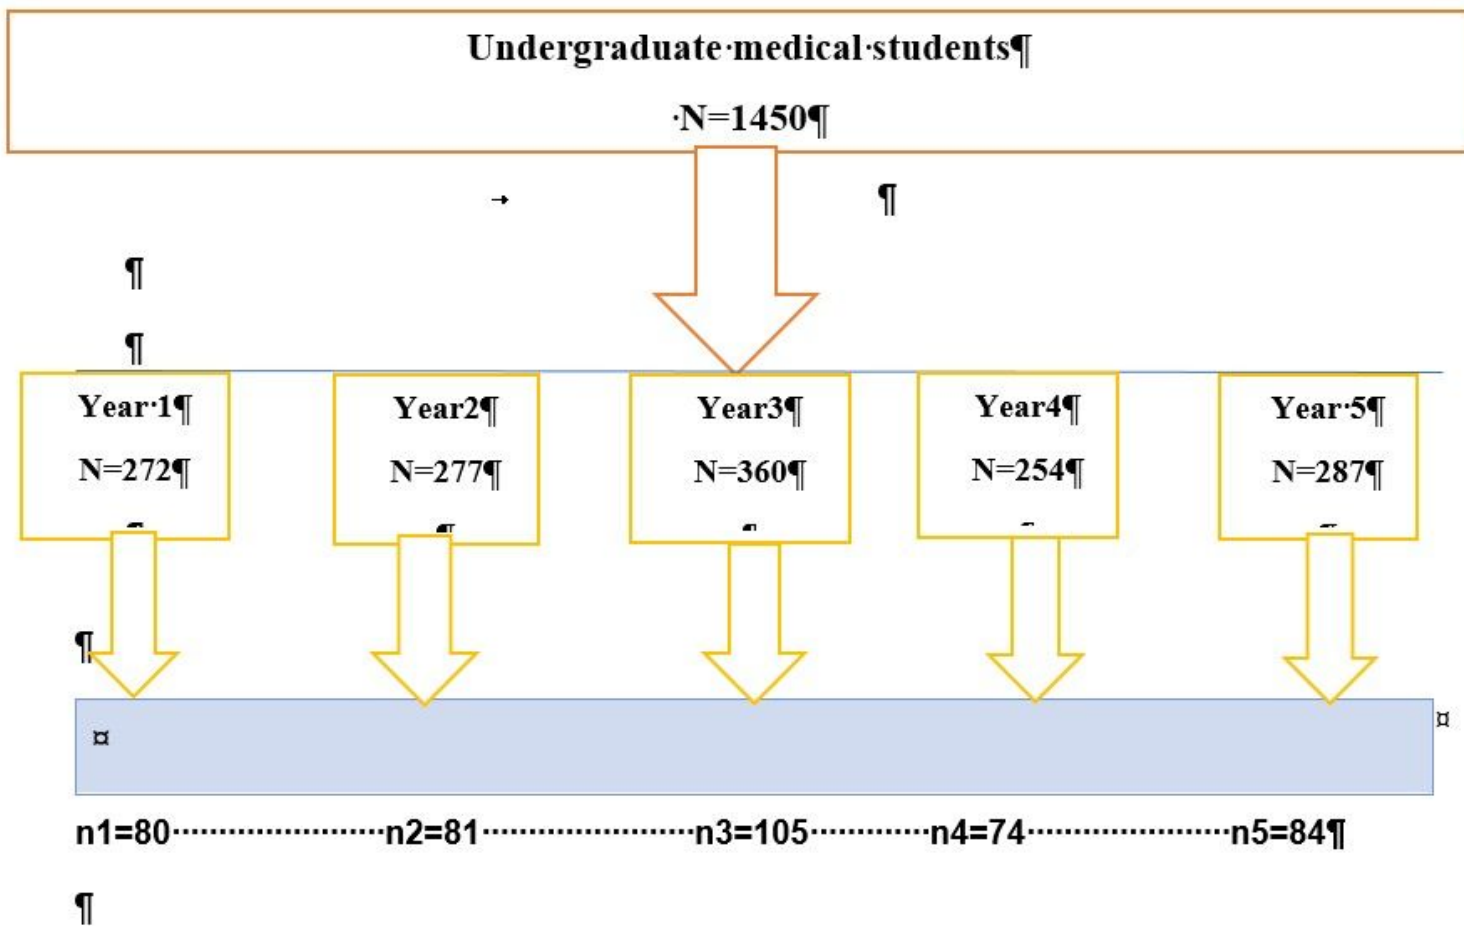 Undergraduate·medical·students¶
·N=1450¶
→ ¶
¶
¶
Year·1¶ Year2¶ Year3¶ Year4¶ Year·5¶
N=272¶ N=277¶ N=360¶ N=254¶ N=287¶
¶ ¶ ¶ ¶ ¶
¶
¤ ¤
n1=80·····················n2=81·····················n3=105············n4=74·····················n5=84¶
¶